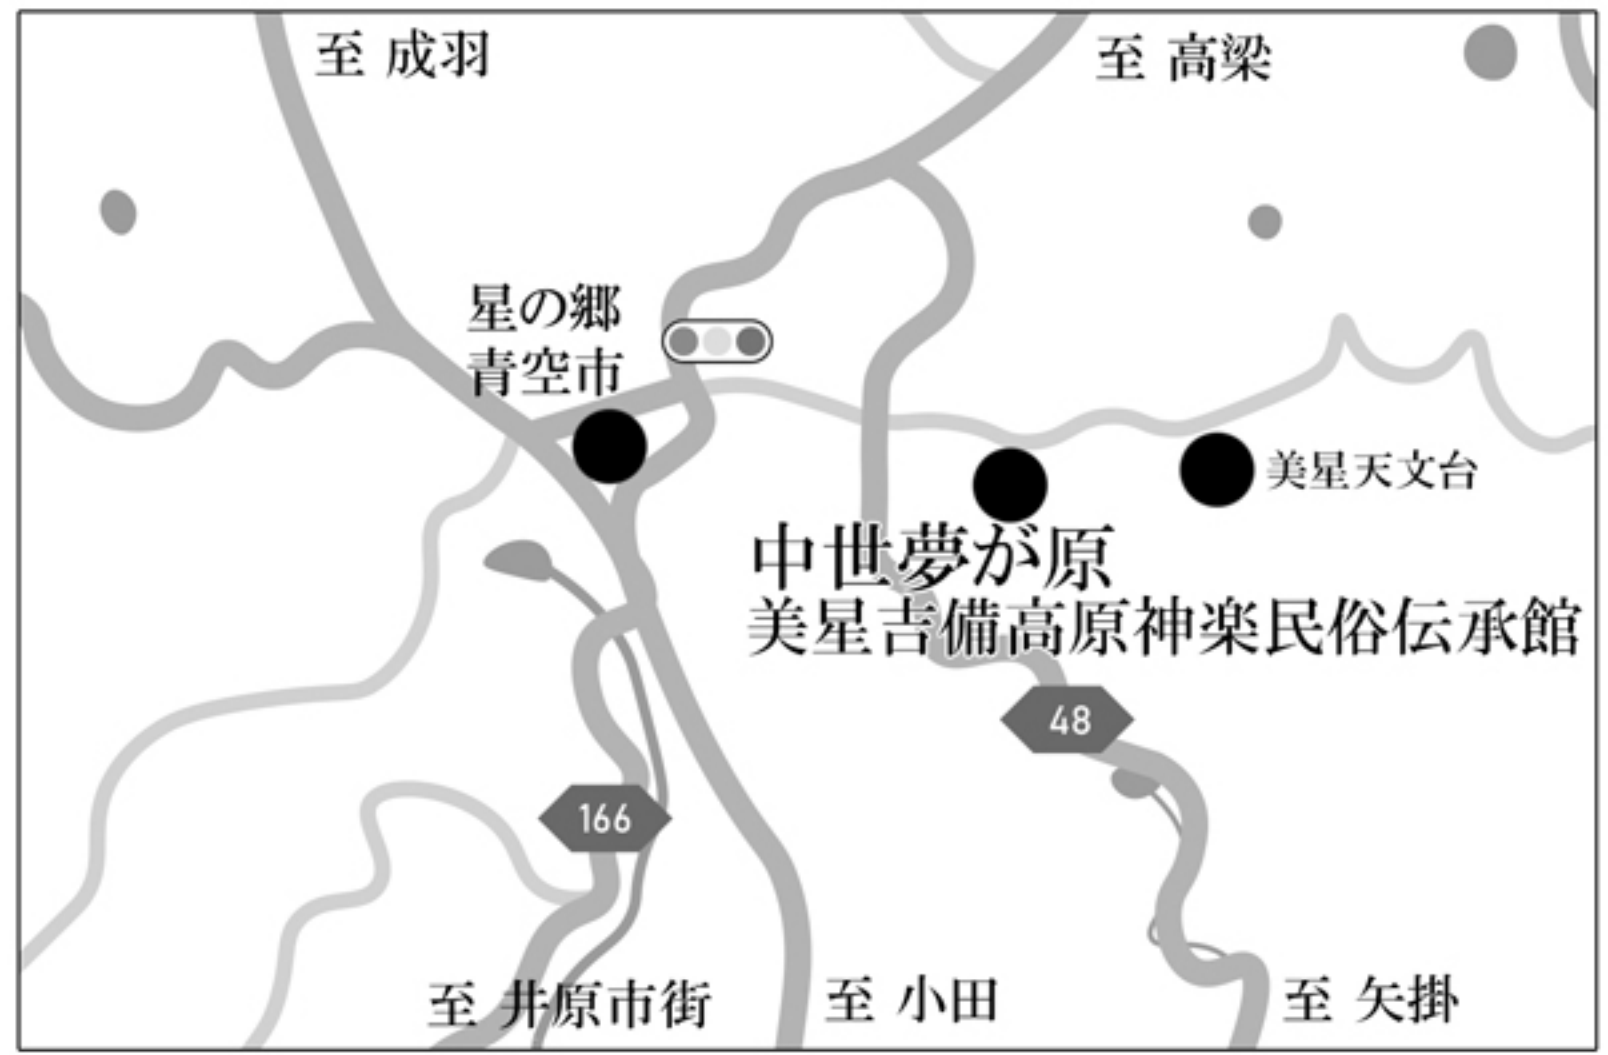 至 成羽
至 高梁
星の郷
青空市
美星天文台
中世夢が原
美星吉備高原神楽民俗伝承館
48
166
至 井原市街
至 小田
至 矢掛